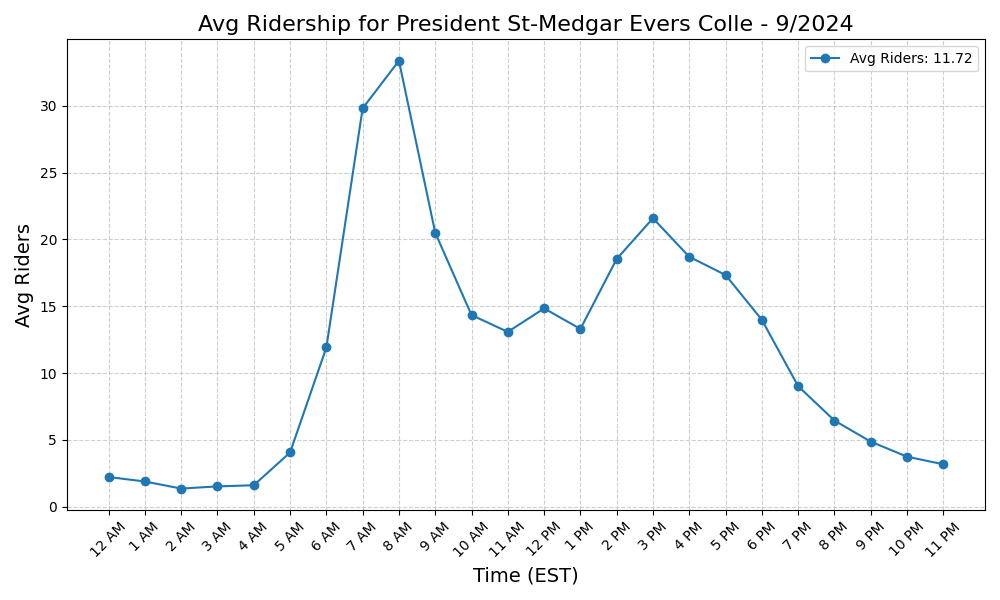 Avg Ridership for President St-Medgar Evers Colle - 9/2024
Avg Riders: 11.72
Avg Riders
30
25
20
15
10
5
0
12 AM
1 AM
2 AM
3 AM
4 AM
5 AM
6 AM
7 AM
8 AM
9 AM
10 AM
11 AM
12 PM
1 PM
2 PM
3 PM
4 PM
5 PM
6 PM
7 PM
8 PM
9 PM
10 PM
11 PM
Time (EST)